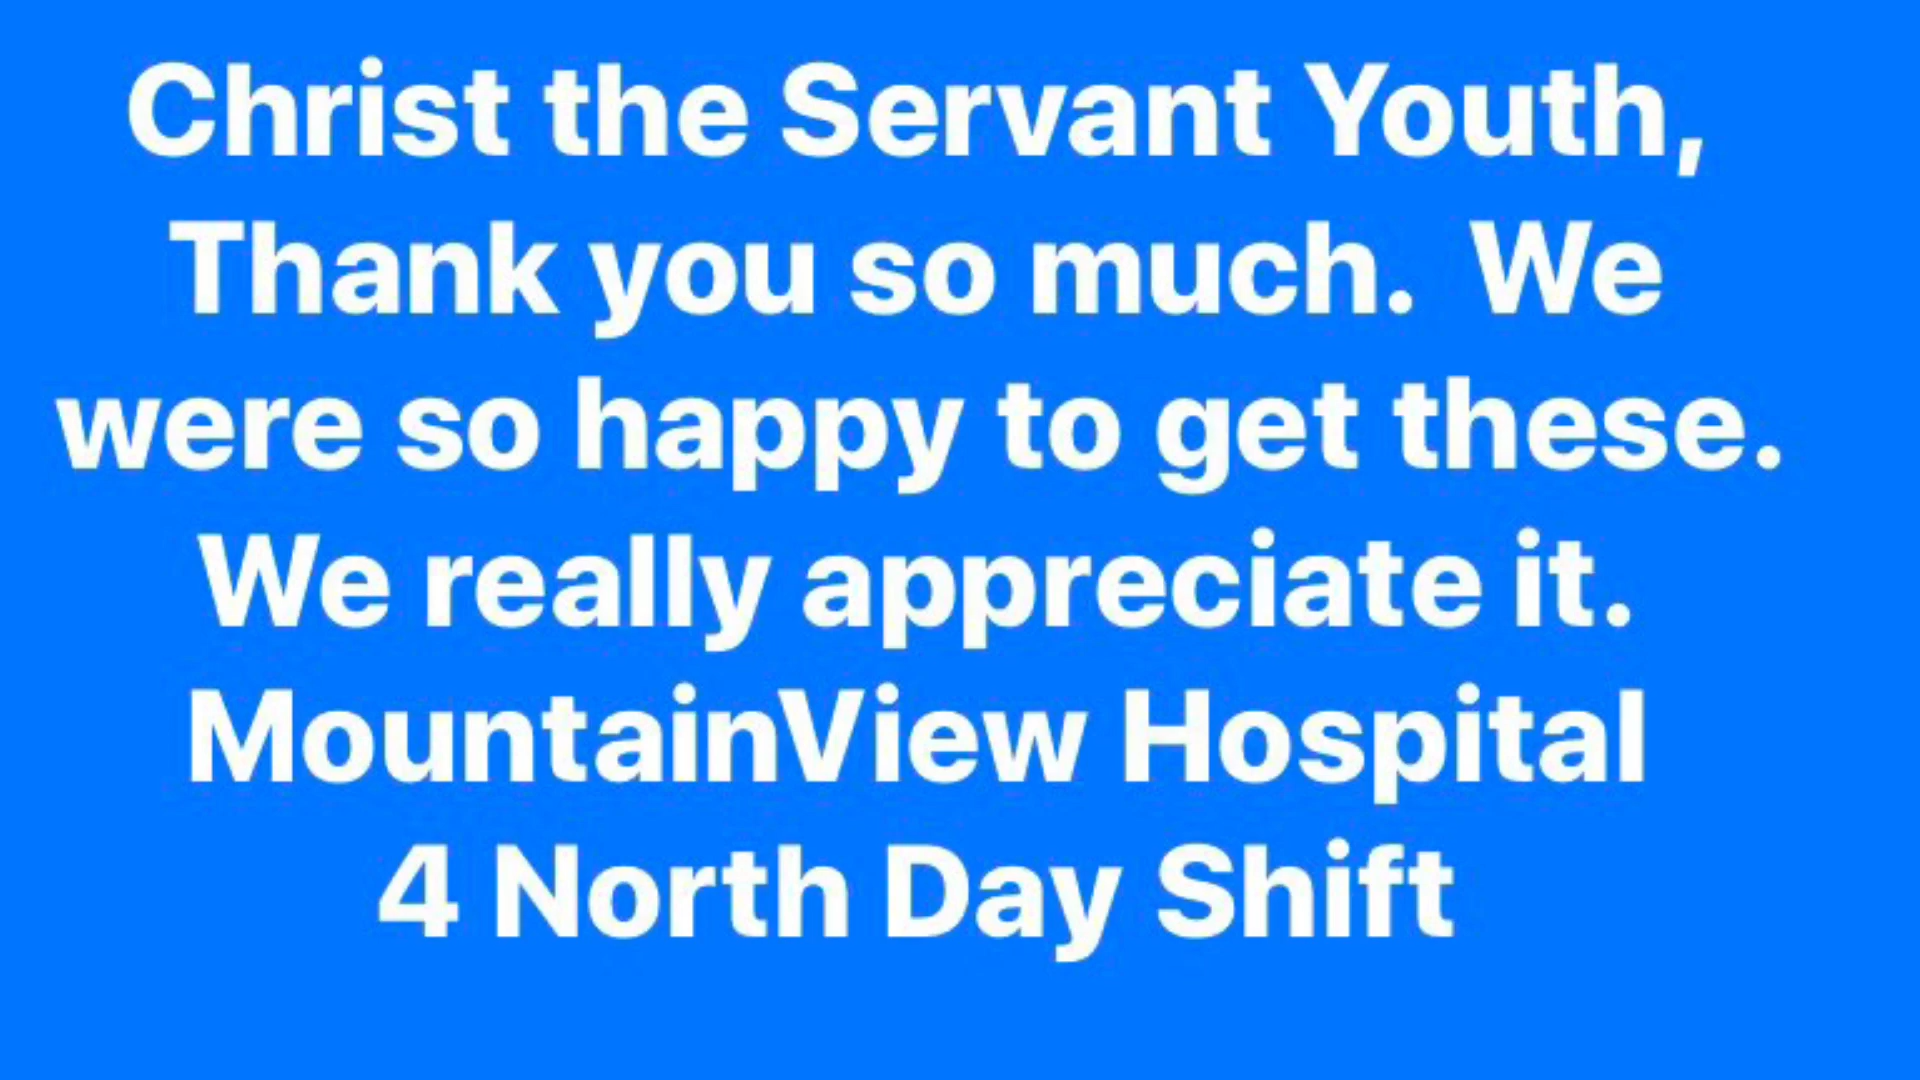 Christ the Servant Youth,
Thank you so much.  We
were so happy to get these.
We really appreciate it.
MountainView Hospital
4 North Day Shift